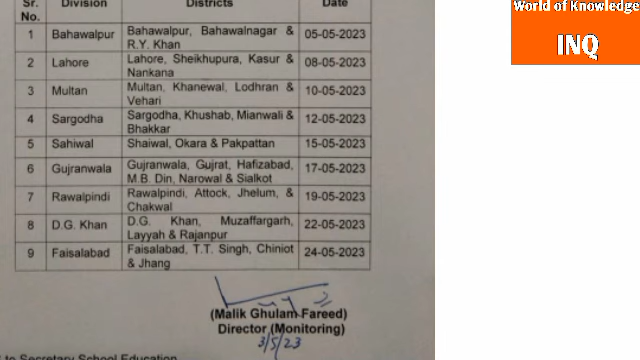 Sr. No. Division Districts Date
1 Bahawalpur Bahawalpur, Bahawalnagar & R.Y. Khan 05-05-2023
2 Lahore Lahore, Sheikhupura, Kasur & Nankana 08-05-2023
3 Multan Multan, Khanewal, Lodhran & Vehari 10-05-2023
4 Sargodha Sargodha, Khushab, Mianwali & Bhakkar 12-05-2023
5 Sahiwal Shaiwal, Okara & Pakpattan 15-05-2023
6 Gujranwala Gujranwala, Gujrat, Hafizabad, M.B. Din, Narowal & Sialkot 17-05-2023
7 Rawalpindi Rawalpindi, Attock, Jhelum, & Chakwal 19-05-2023
8 D.G. Khan D.G. Khan, Muzaffargarh, Layyah & Rajanpur 22-05-2023
9 Faisalabad Faisalabad, T.T. Singh, Chiniot & Jhang 24-05-2023
(Malik Ghulam Fareed)
Director (Monitoring)
3/5/23
to Secretary School Education
World of Knowledge
INQ